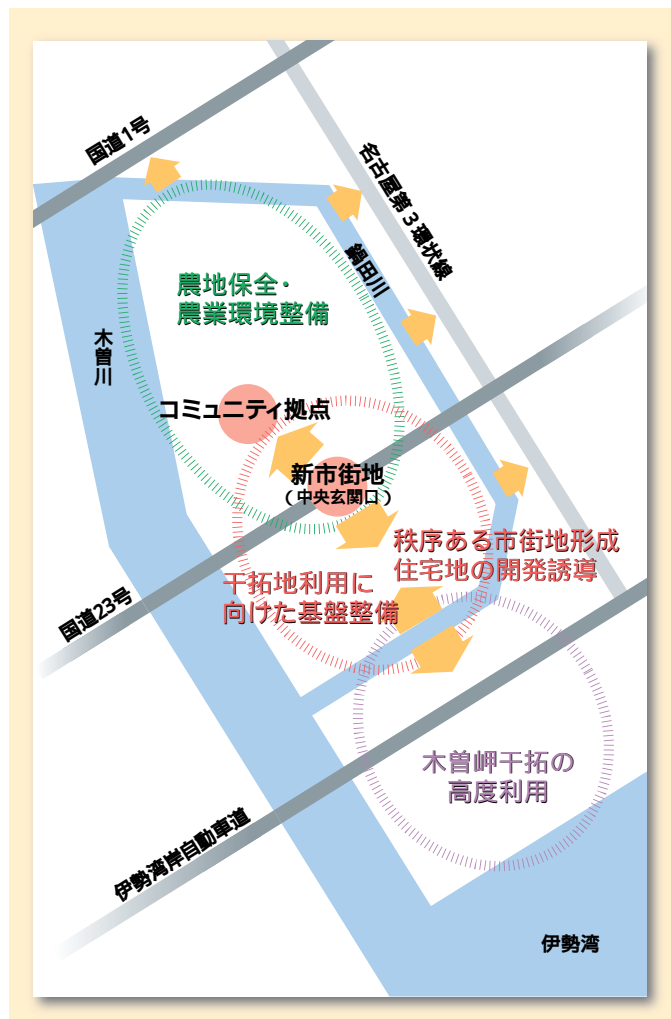 国道1号
名古屋第3環状線
鍋田川
農地保全・
農業環境整備
木曽川
コミュニティ拠点
新市街地
（中央玄関口）
秩序ある市街地形成
住宅地の開発誘導
干拓地利用に
向けた基盤整備
国道23号
木曽岬干拓の
高度利用
伊勢湾岸自動車道
伊勢湾